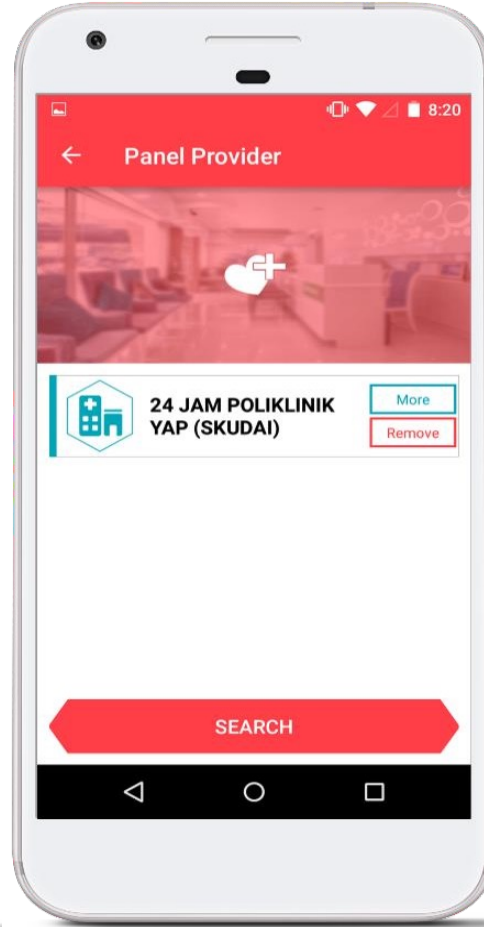 8:20
Panel Provider
24 JAM POLIKLINIK
YAP (SKUDAI)
More
Remove
SEARCH